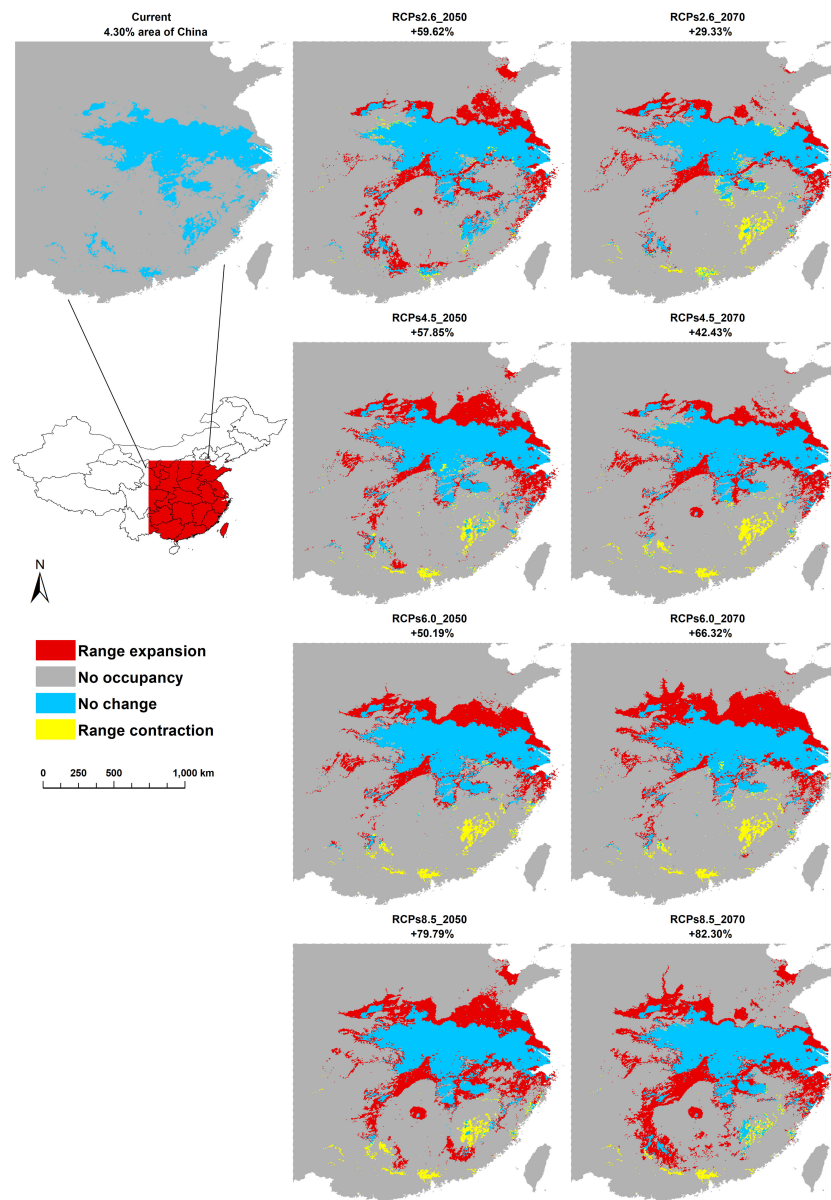 Current
4.30% area of China
RCPs2.6_2050
+59.62%
RCPs2.6_2070
+29.33%
RCPs4.5_2050
+57.85%
RCPs4.5_2070
+42.43%
N
Range expansion
No occupancy
No change
Range contraction
0 250 500 1,000 km
RCPs6.0_2050
+50.19%
RCPs6.0_2070
+66.32%
RCPs8.5_2050
+79.79%
RCPs8.5_2070
+82.30%